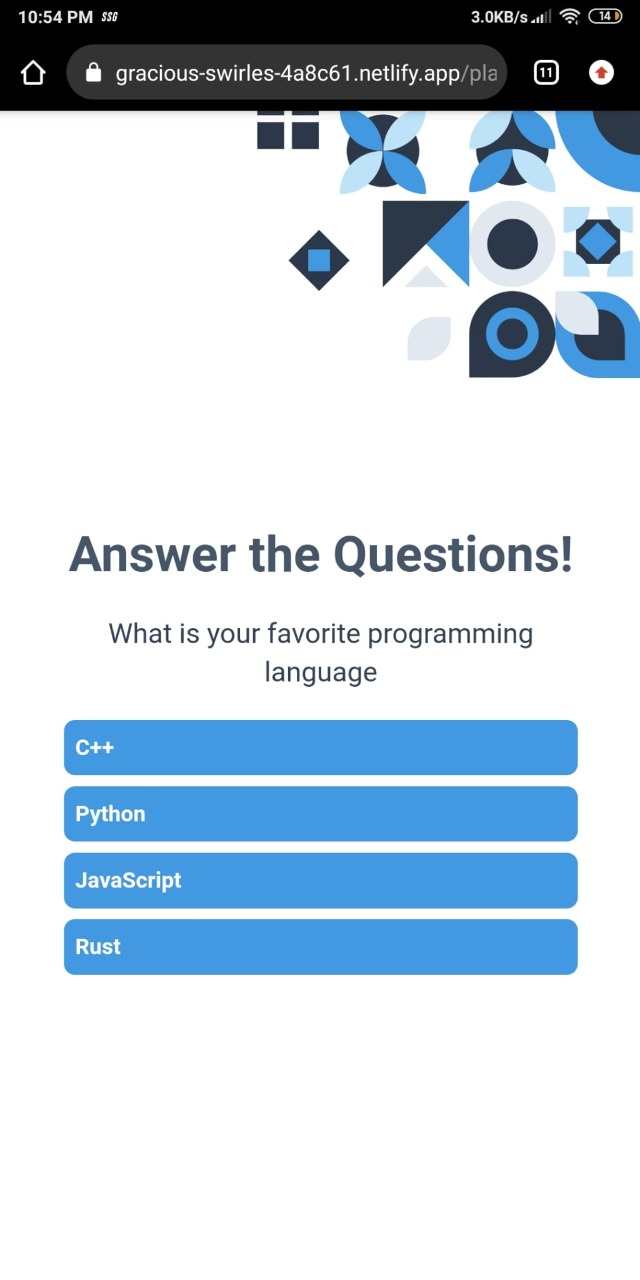 10:54 PM SSG 3.0KB/s 14
gracious-swirles-4a8c61.netlify.app/pla 11
Answer the Questions!
What is your favorite programming
language
C++
Python
JavaScript
Rust